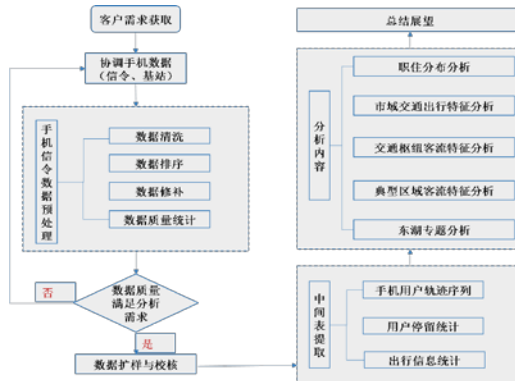 客户需求获取
协调手机数据
（信令、基站）
手机信令数据预处理
数据清洗
数据排序
数据修补
数据质量统计
数据质量
满足分析
需求
否
是
数据扩样与校核
中间表提取
手机用户轨迹序列
用户停留统计
出行信息统计
分析内容
职住分布分析
市域交通出行特征分析
交通枢纽客流特征分析
典型区域客流特征分析
东湖专题分析
总结展望